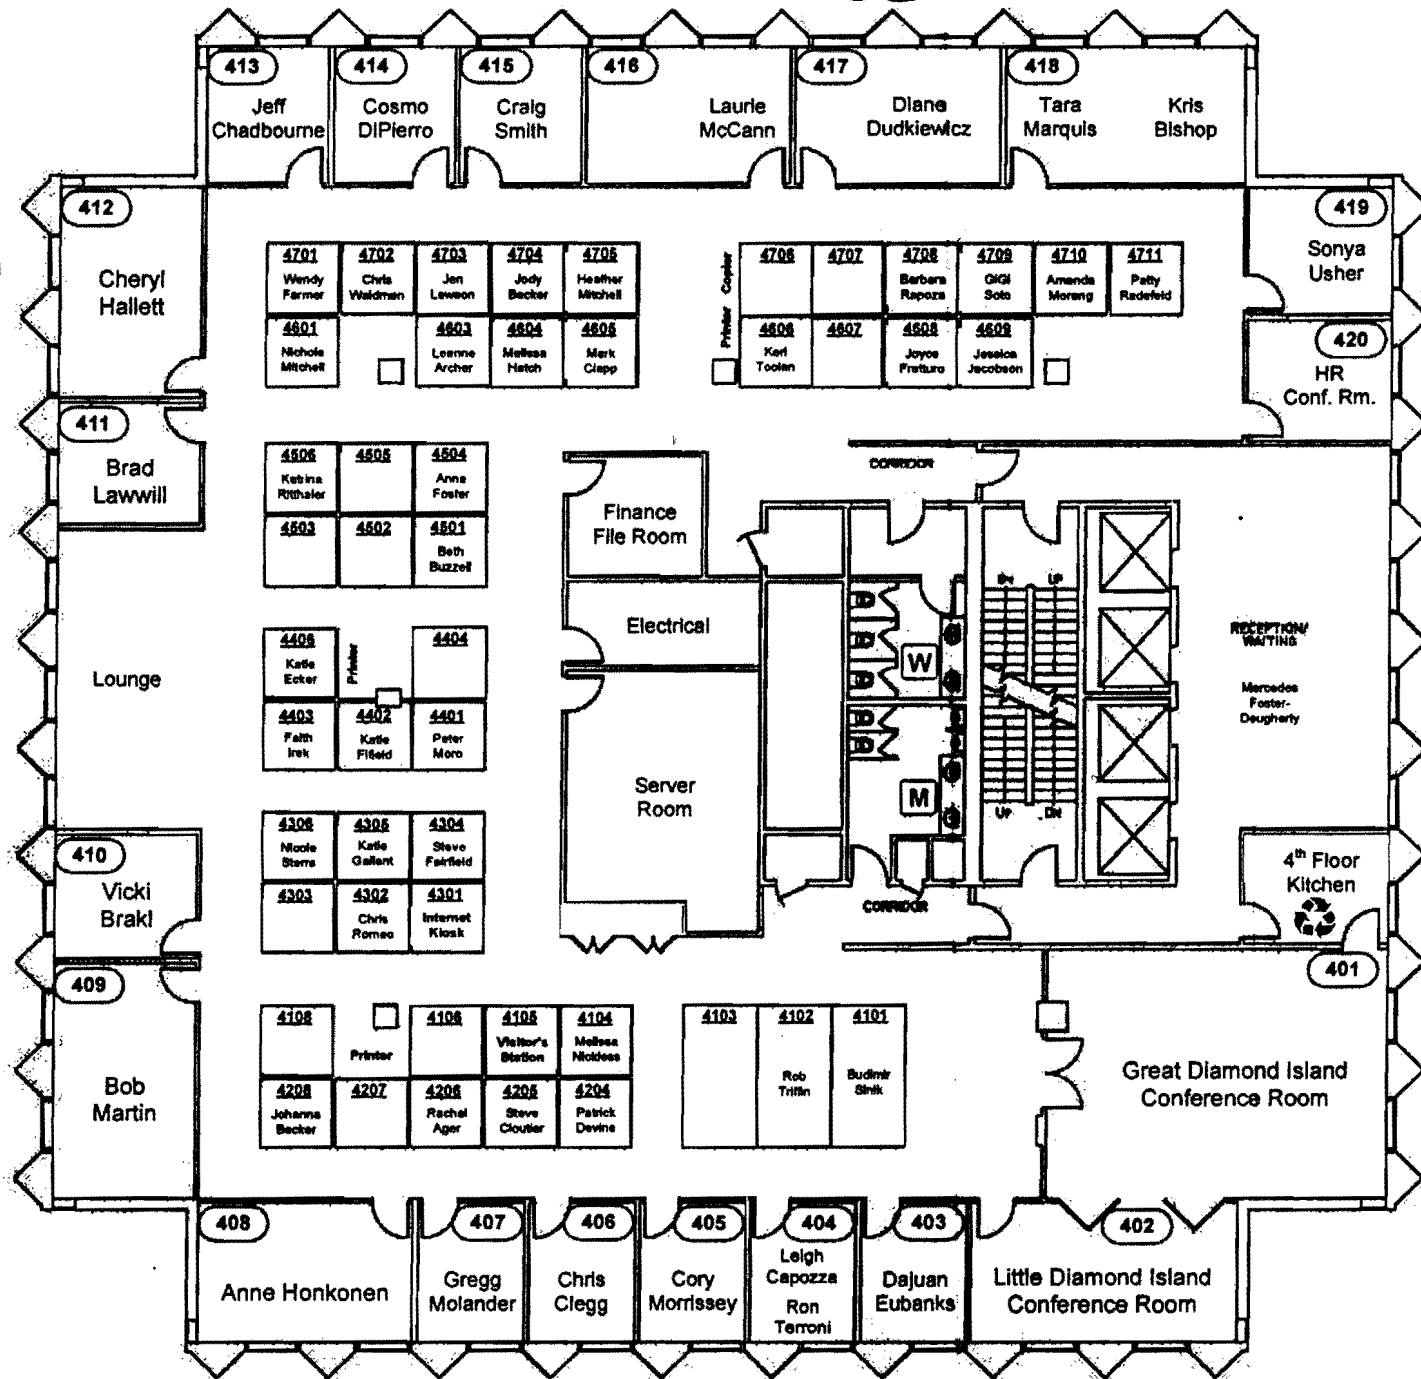 413
414
415
416
417
418
Jeff
Chadbourne
Cosmo
DiPierro
Craig
Smith
Laurie
McCann
Diane
Dudkiewicz
Tara
Marquis
Kris
Bishop
412
Cheryl
Hallett
419
Sonya
Usher
4701
Wendy
Farmer
4702
Chris
Waldman
4703
Jen
Lawson
4704
Jody
Becker
4705
Heather
Mitchell
Printer Copier
4706
4707
4708
Barbara
Rapoza
4709
GiGi
Soto
4710
Amanda
Morang
4711
Patty
Radefeld
4601
Nichole
Mitchell
4603
Leanne
Archer
4604
Melissa
Hatch
4605
Mark
Clapp
4606
Kori
Toolan
4607
4608
Joyce
Fratturo
4609
Jessica
Jacobson
420
HR
Conf. Rm.
411
Brad
Lawwill
4506
Katrina
Ritthaler
4505
4504
Anna
Foster
4503
4502
4501
Beth
Buzzell
Finance
File Room
CORRIDOR
Electrical
DN
UP
W
RECEPTION/
WAITING
Mercedes
Foster-
Daugherty
Lounge
4406
Katie
Ecker
Printer
4404
4403
Faith
Irek
4402
Katie
Fifield
4401
Peter
Moro
Server
Room
M
UP
DN
4306
Nicole
Sterrs
4305
Katie
Gallant
4304
Steve
Fairfield
4303
4302
Chris
Romeo
4301
Internet
Kiosk
410
Vicki
Brakl
CORRIDOR
4th Floor
Kitchen
409
Bob
Martin
401
Great Diamond Island
Conference Room
4108
Printer
4106
4105
Visitor's
Station
4104
Melissa
Nickless
4103
4102
Rob
Triffin
4101
Budimir
Sinik
4208
Johanna
Becker
4207
4206
Rachel
Ager
4205
Steve
Cloutier
4204
Patrick
Devine
408
Anne Honkonen
407
Gregg
Molander
406
Chris
Clegg
405
Cory
Morrissey
404
Leigh
Capozza
Ron
Terroni
403
Dajuan
Eubanks
402
Little Diamond Island
Conference Room